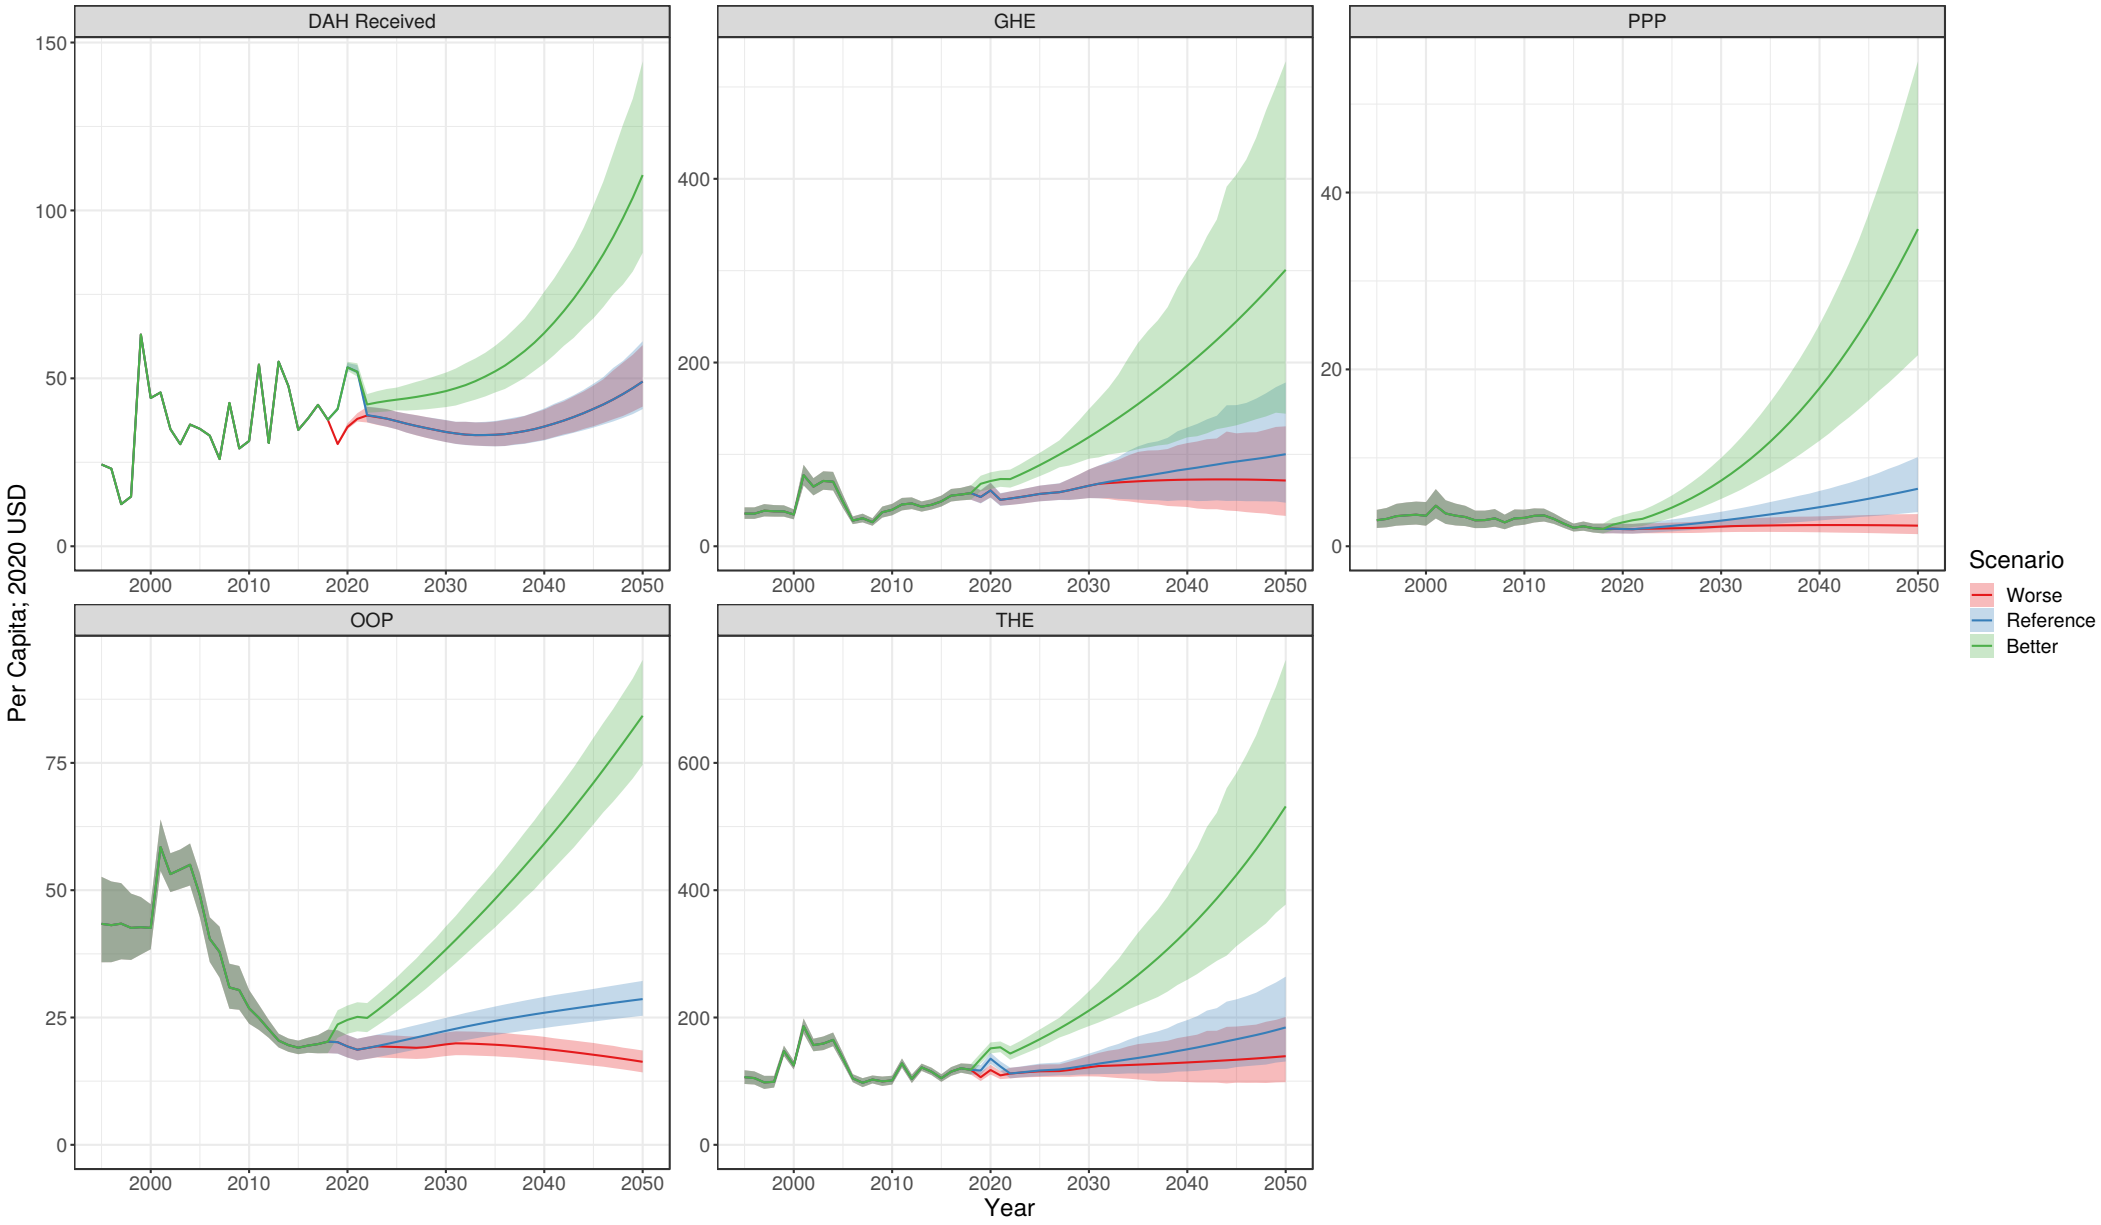 DAH Received
GHE
PPP
150
100
50
0
400
200
0
40
20
0
2000 2010 2020 2030 2040 2050
2000 2010 2020 2030 2040 2050
2000 2010 2020 2030 2040 2050
Per Capita; 2020 USD
OOP
THE
75
50
25
0
600
400
200
0
2000 2010 2020 2030 2040 2050
2000 2010 2020 2030 2040 2050
Year
Scenario
Worse
Reference
Better